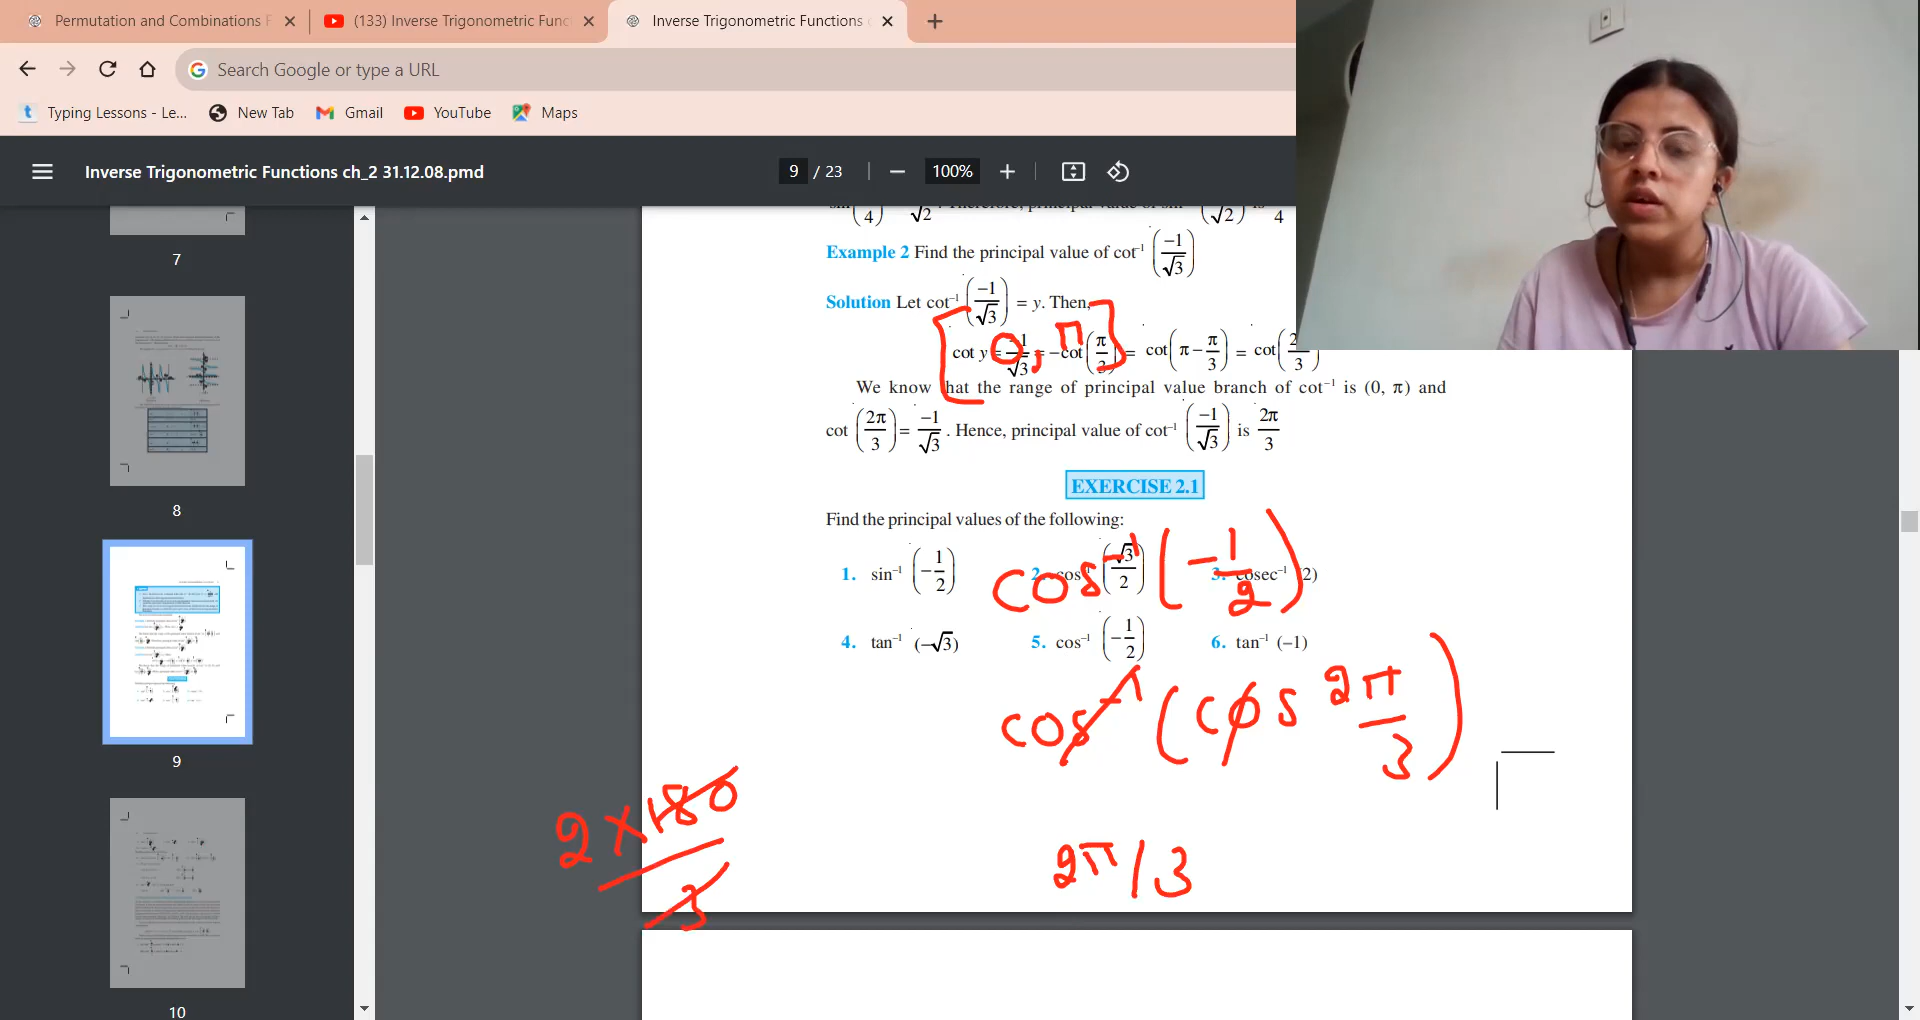 Permutation and Combinations F
(133) Inverse Trigonometric Func
Inverse Trigonometric Functions c
Search Google or type a URL
Typing Lessons - Le...
New Tab
Gmail
YouTube
Maps
Inverse Trigonometric Functions ch_2 31.12.08.pmd
9 / 23
100%
7
8
9
10
Example 2 Find the principal value of cot⁻¹ (-1/√3)
Solution Let cot⁻¹ (-1/√3) = y. Then,
cot y = -1/√3 = -cot (π/3) = cot (π − π/3) = cot (2π/3)
[0, π]
We know that the range of principal value branch of cot⁻¹ is (0, π) and
cot (2π/3) = -1/√3 . Hence, principal value of cot⁻¹ (-1/√3) is 2π/3
EXERCISE 2.1
Find the principal values of the following:
1. sin⁻¹ (−1/2) 2. cos⁻¹ (√3/2) 3. cosec⁻¹ (2)
cos⁻¹ (−1/2)
4. tan⁻¹ (−√3) 5. cos⁻¹ (−1/2) 6. tan⁻¹ (−1)
cos⁻¹ (cos 2π/3)
2 × 180 / 3
2π/3